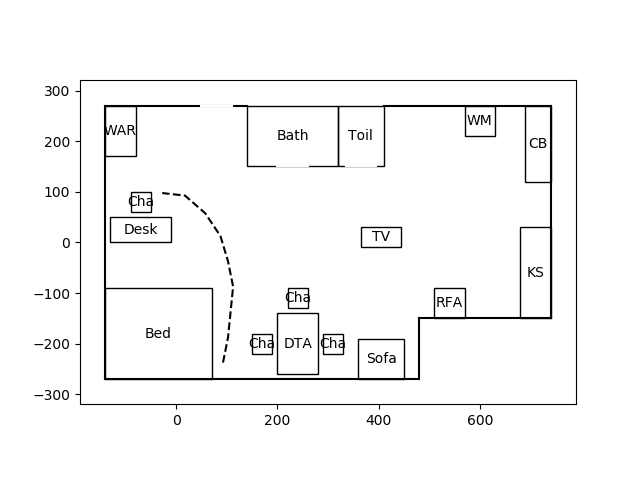 300
200
100
0
−100
−200
−300
0
200
400
600
WAR
Bath
Toil
WM
CB
Cha
Desk
TV
KS
Cha
RFA
Bed
Cha
DTA
Cha
Sofa